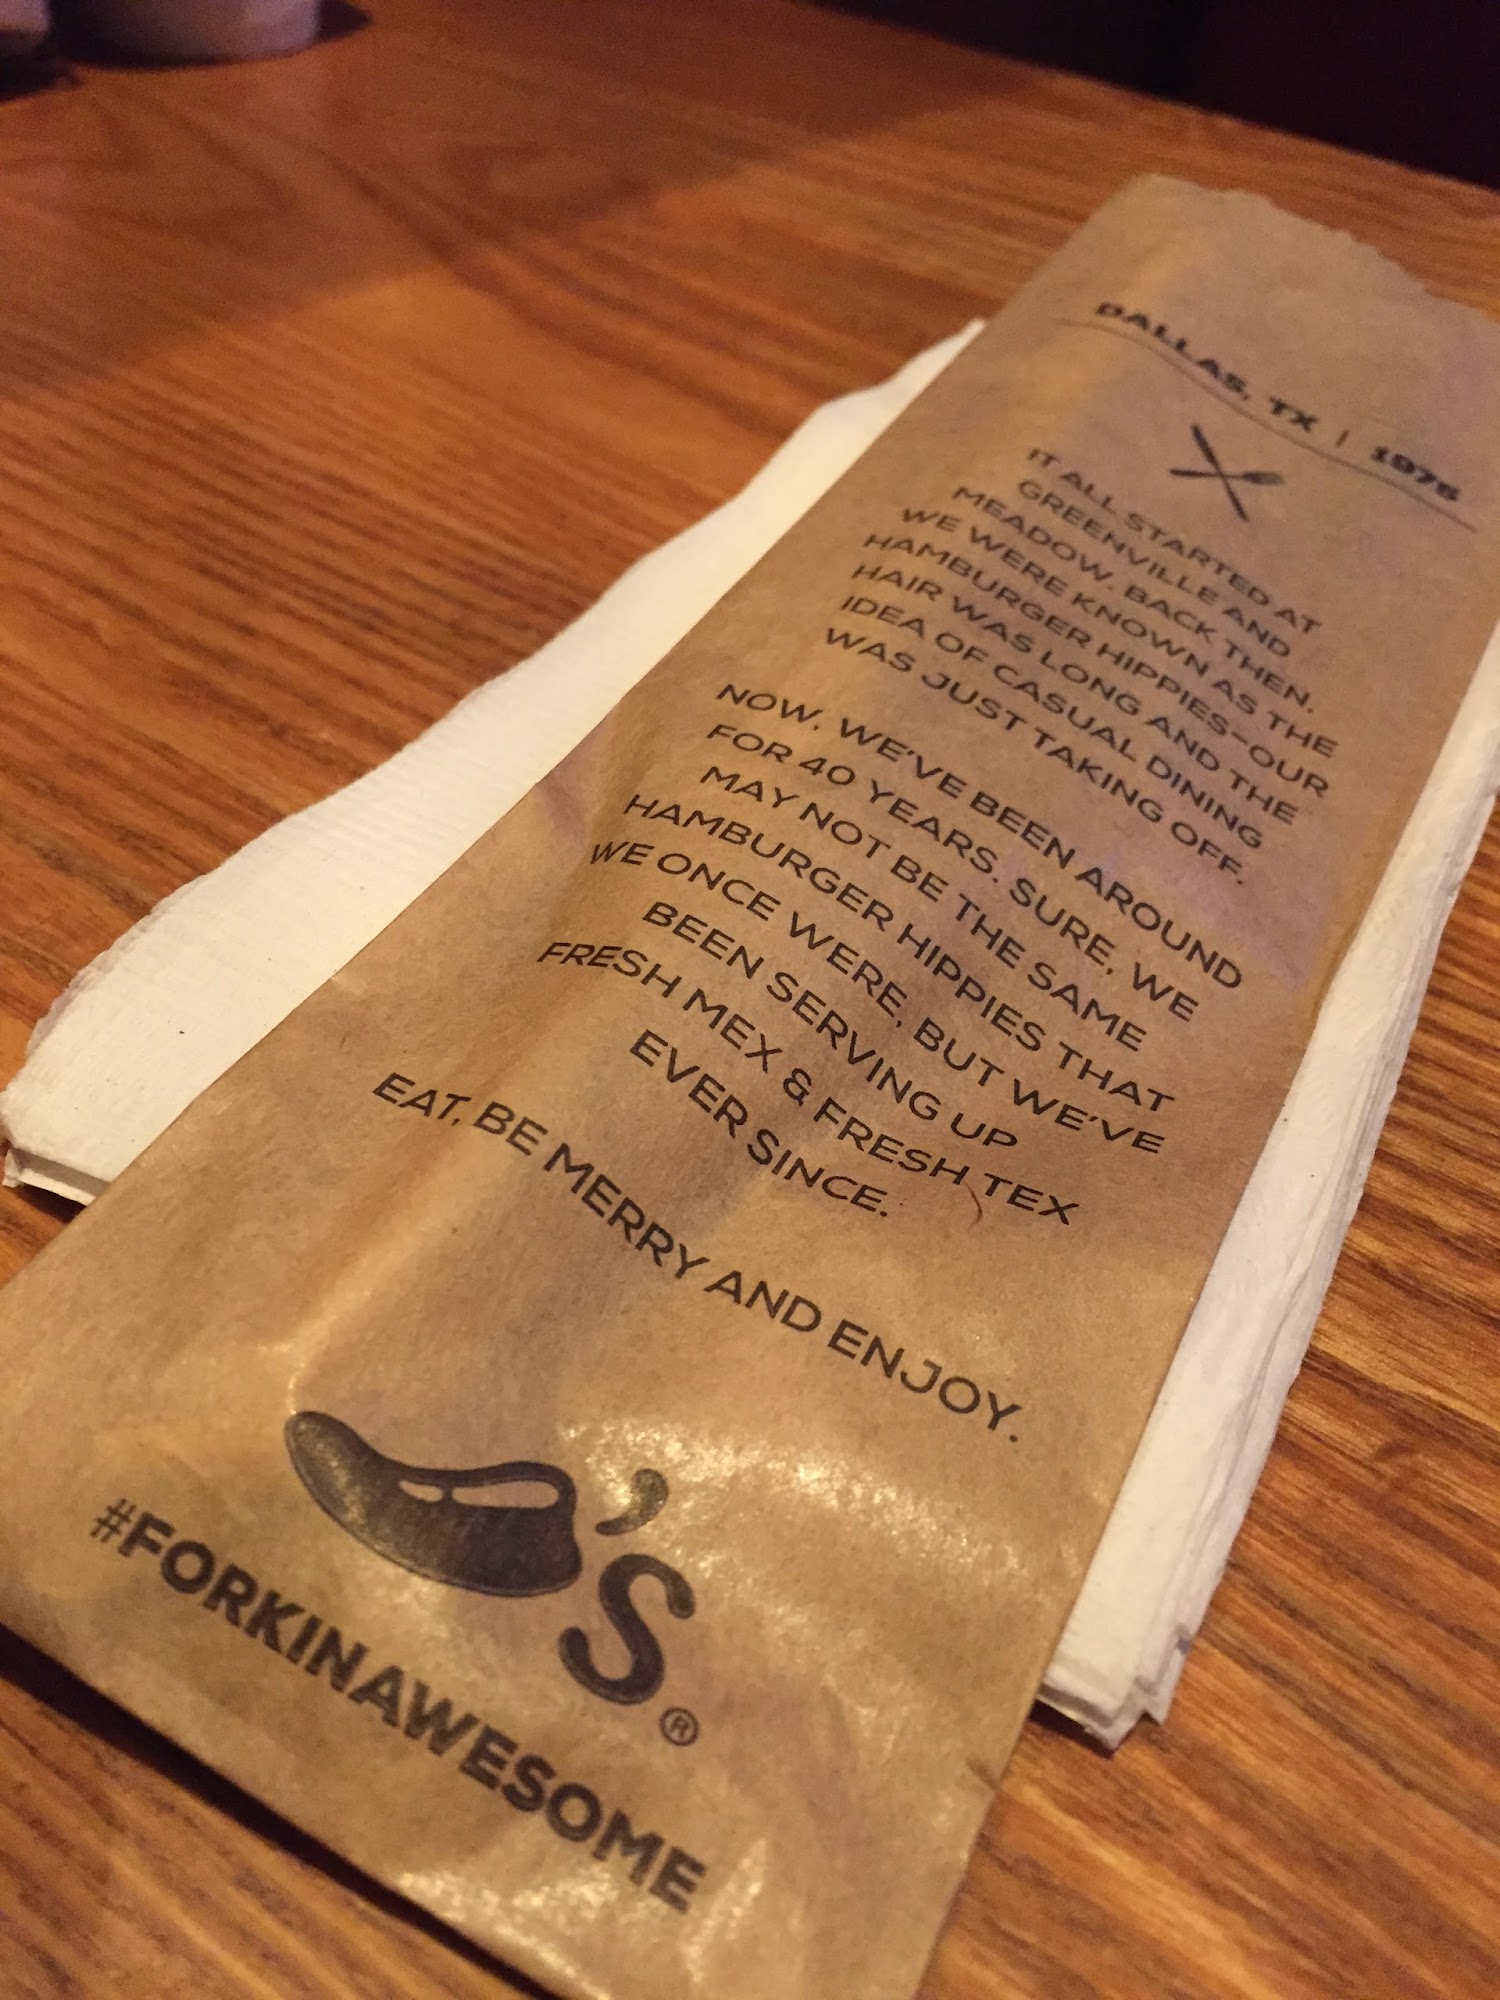 DALLAS, TX | 1975
IT ALL STARTED AT
GREENVILLE AND
MEADOW. BACK THEN,
WE WERE KNOWN AS THE
HAMBURGER HIPPIES-OUR
HAIR WAS LONG AND THE
IDEA OF CASUAL DINING
WAS JUST TAKING OFF.
NOW, WE'VE BEEN AROUND
FOR 40 YEARS. SURE, WE
MAY NOT BE THE SAME
HAMBURGER HIPPIES THAT
WE ONCE WERE, BUT WE'VE
BEEN SERVING UP
FRESH MEX & FRESH TEX
EVER SINCE.
EAT, BE MERRY AND ENJOY.
's®
#FORKINAWESOME